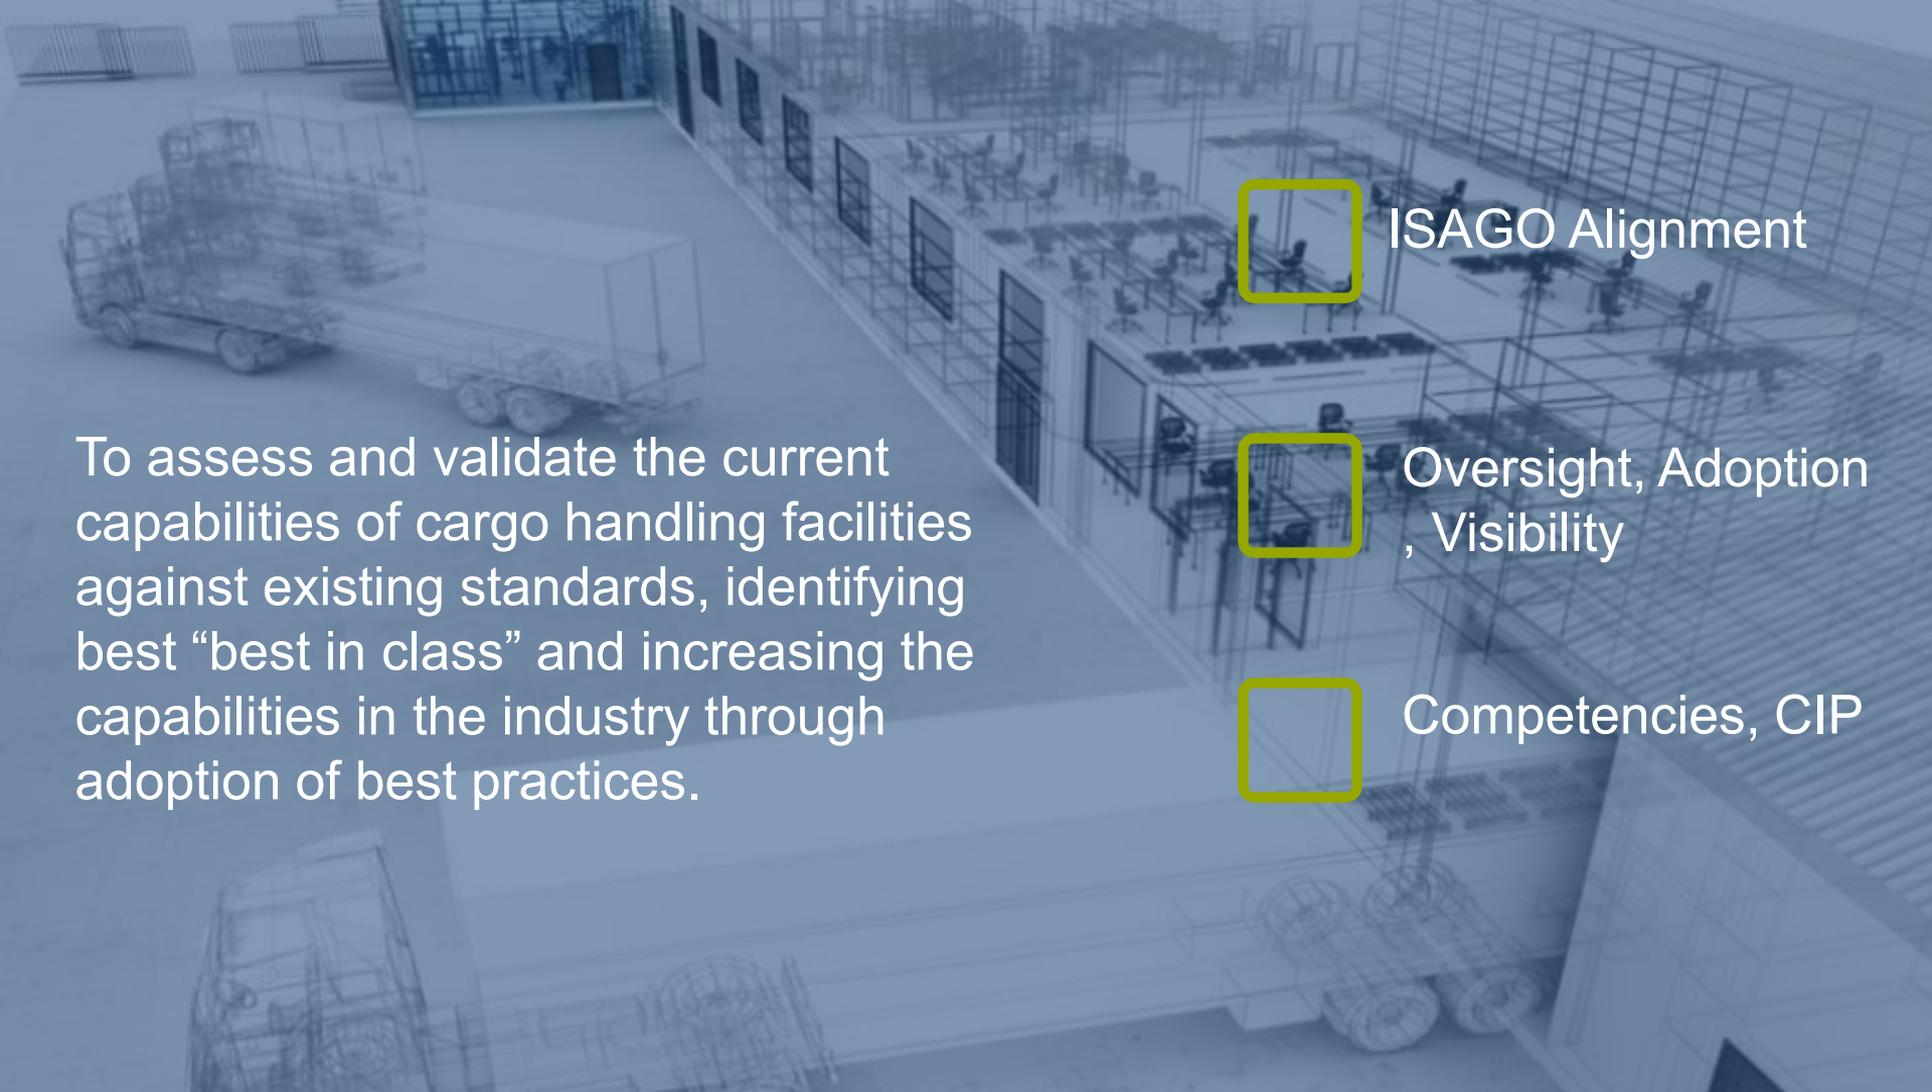 To assess and validate the current
capabilities of cargo handling facilities
against existing standards, identifying
best “best in class” and increasing the
capabilities in the industry through
adoption of best practices.
ISAGO Alignment
Oversight, Adoption
, Visibility
Competencies, CIP